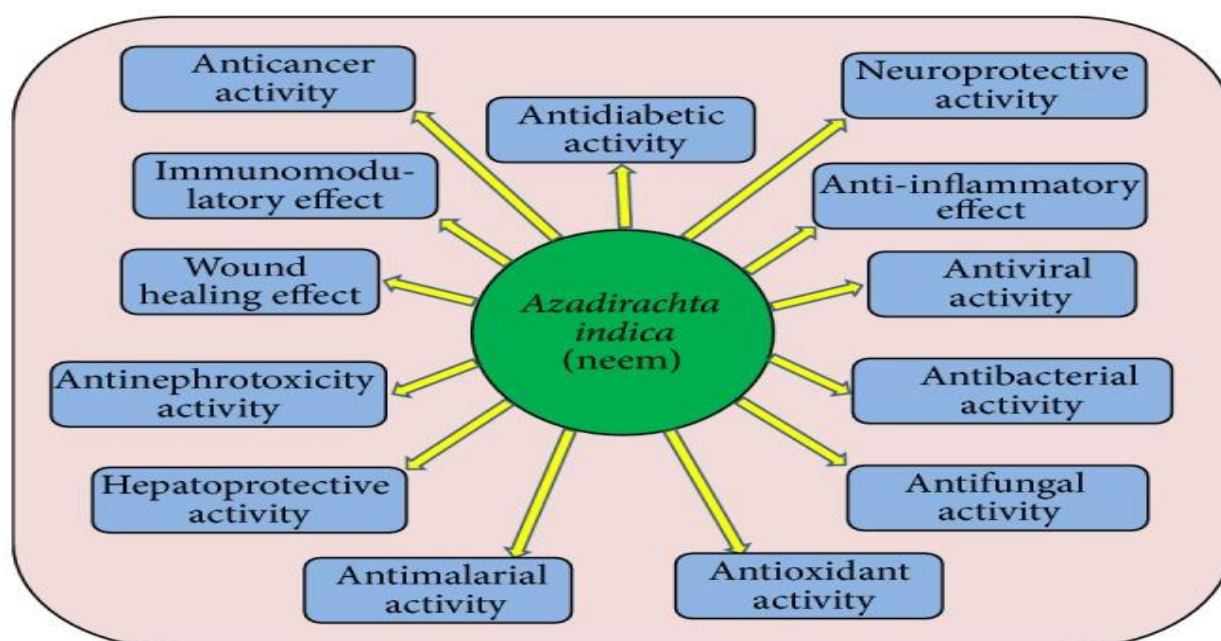 Anticancer
activity
Antidiabetic
activity
Neuroprotective
activity
Immunomodu-
latory effect
Anti-inflammatory
effect
Wound
healing effect
Azadirachta
indica
(neem)
Antiviral
activity
Antinephrotoxicity
activity
Antibacterial
activity
Hepatoprotective
activity
Antifungal
activity
Antimalarial
activity
Antioxidant
activity